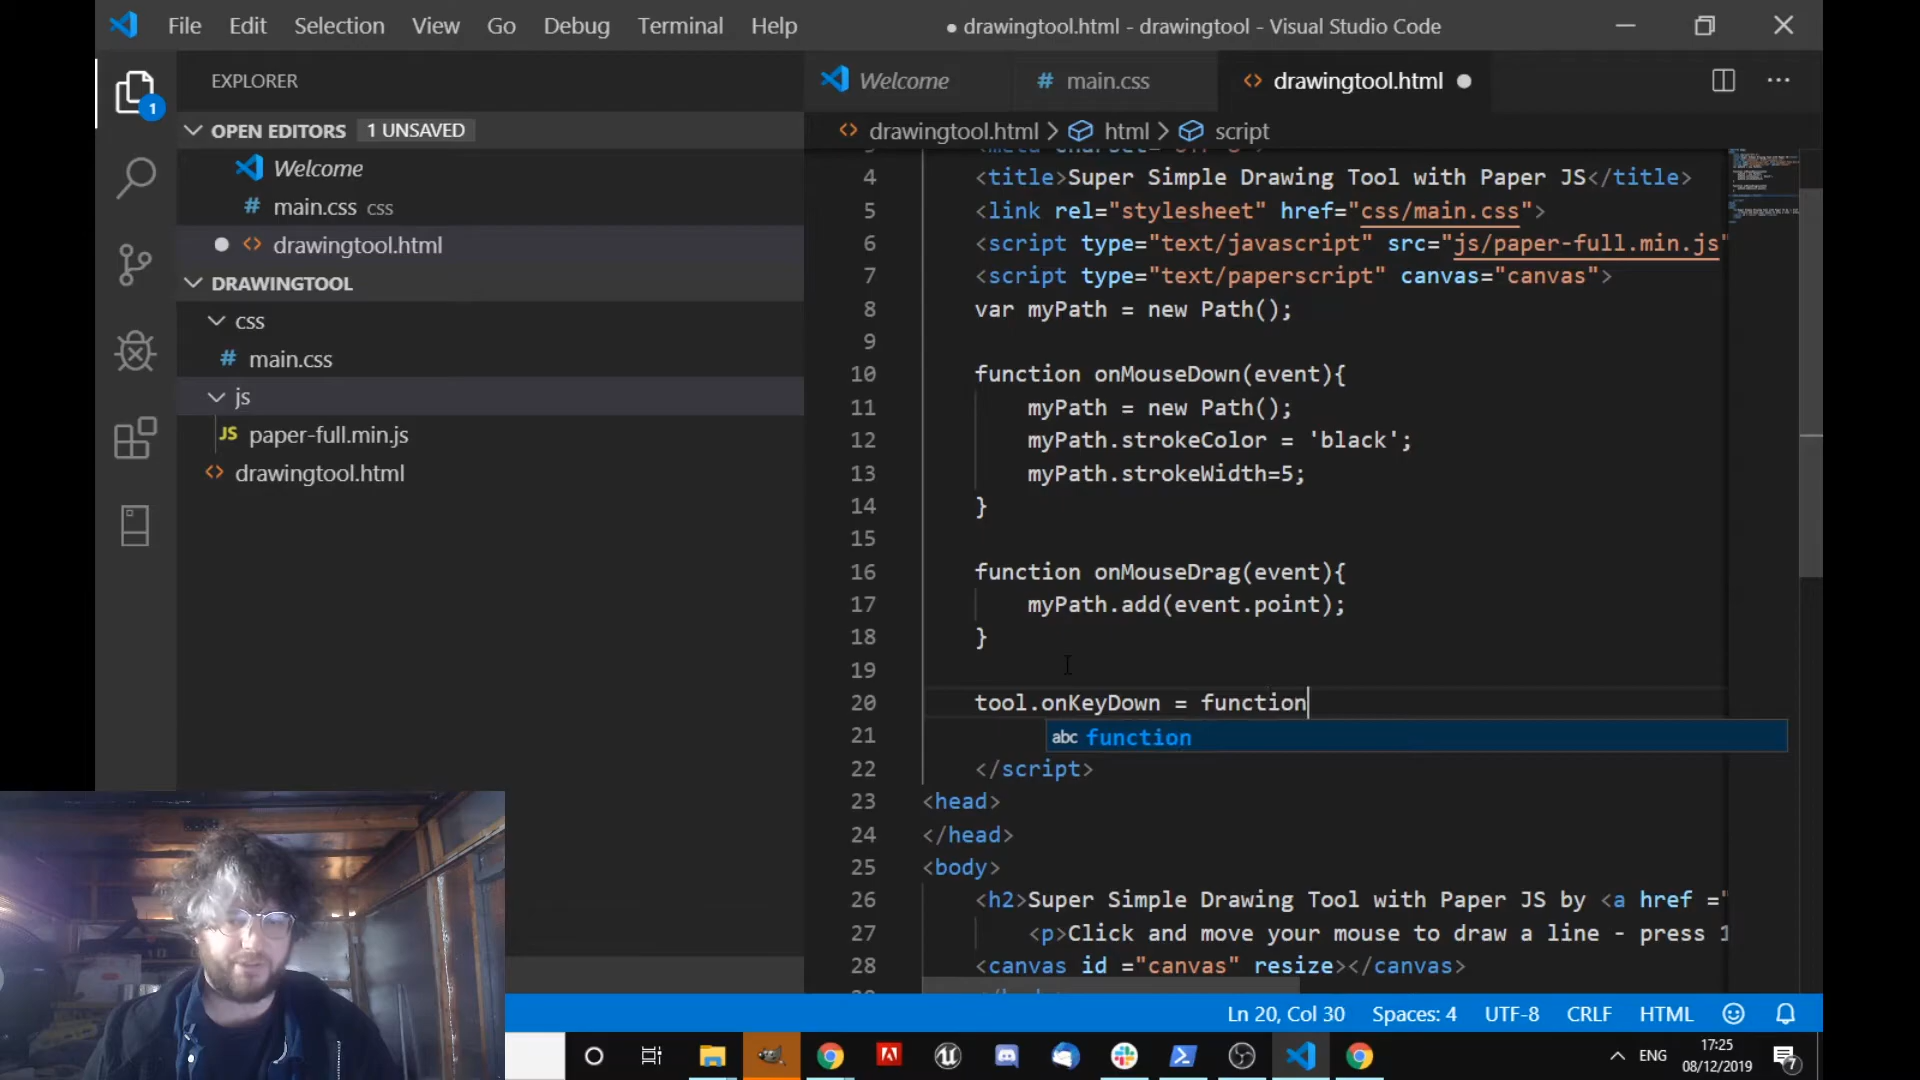 File Edit Selection View Go Debug Terminal Help
● drawingtool.html - drawingtool - Visual Studio Code
EXPLORER
1
OPEN EDITORS 1 UNSAVED
Welcome
# main.css css
<> drawingtool.html
DRAWINGTOOL
css
# main.css
js
JS paper-full.min.js
<> drawingtool.html
Welcome
# main.css
<> drawingtool.html
<> drawingtool.html > html > script
4 <title>Super Simple Drawing Tool with Paper JS</title>
5 <link rel="stylesheet" href="css/main.css">
6 <script type="text/javascript" src="js/paper-full.min.js"
7 <script type="text/paperscript" canvas="canvas">
8 var myPath = new Path();
9
10 function onMouseDown(event){
11 myPath = new Path();
12 myPath.strokeColor = 'black';
13 myPath.strokeWidth=5;
14 }
15
16 function onMouseDrag(event){
17 myPath.add(event.point);
18 }
19
20 tool.onKeyDown = function
abc function
21
22 </script>
23 <head>
24 </head>
25 <body>
26 <h2>Super Simple Drawing Tool with Paper JS by <a href ="
27 <p>Click and move your mouse to draw a line - press 1
28 <canvas id ="canvas" resize></canvas>
Ln 20, Col 30 Spaces: 4 UTF-8 CRLF HTML
ENG
17:25
08/12/2019
7